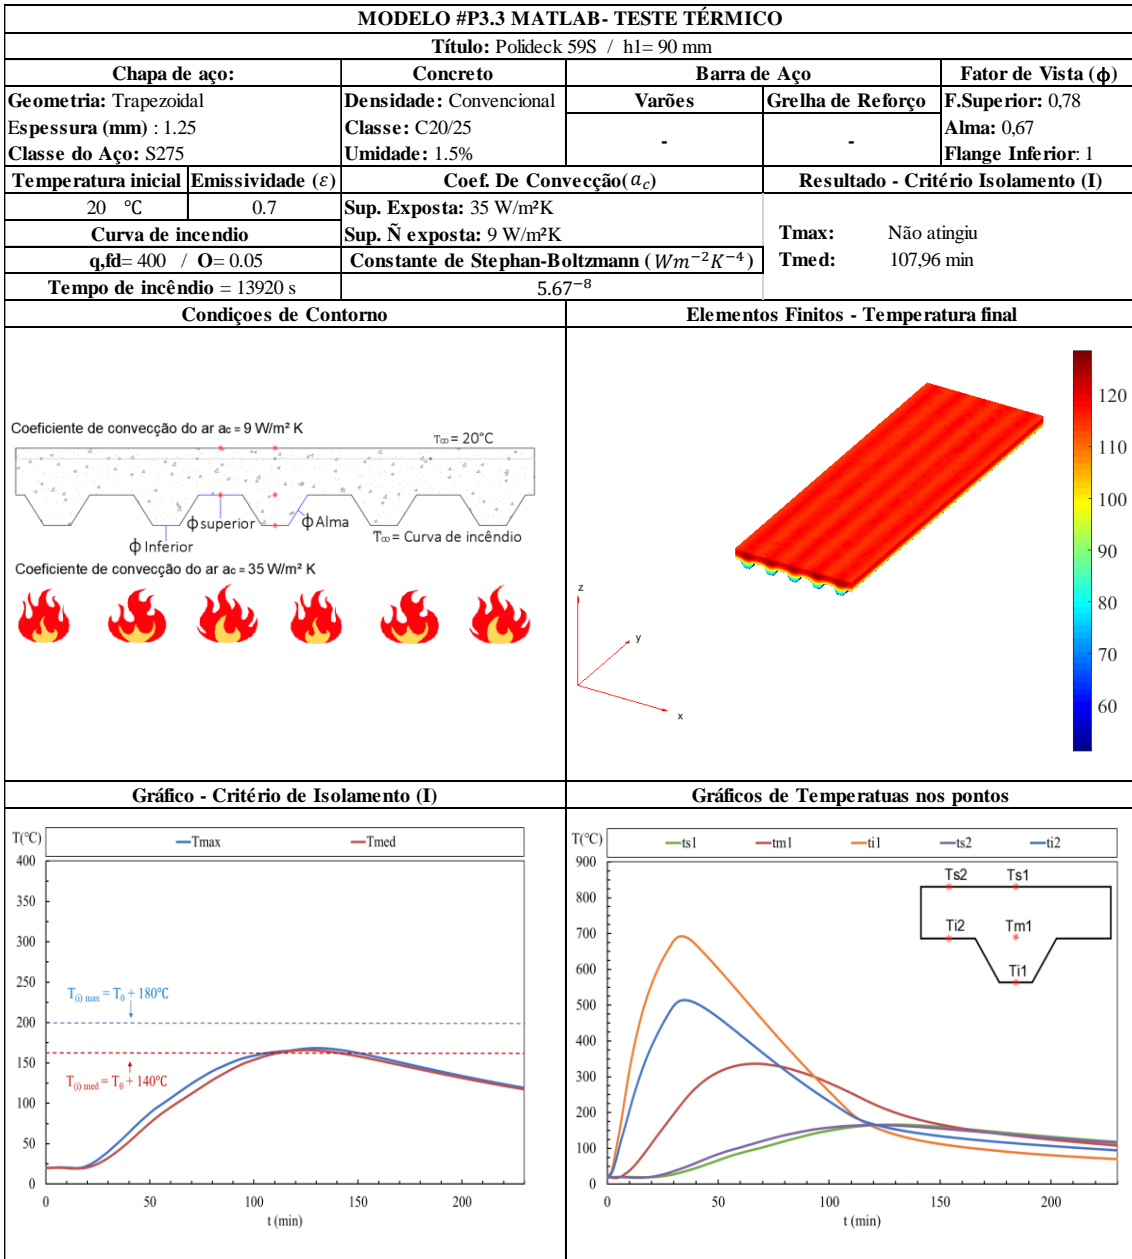 MODELO #P3.3 MATLAB- TESTE TÉRMICO
Título: Polideck 59S / h1= 90 mm
Chapa de aço:
Concreto
Barra de Aço
Fator de Vista (ϕ)
Geometria: Trapezoidal
Densidade: Convencional
Varões
Grelha de Reforço
F.Superior: 0,78
Espessura (mm) : 1.25
Classe: C20/25
-
-
Alma: 0,67
Classe do Aço: S275
Umidade: 1.5%
Flange Inferior: 1
Temperatura inicial
Emissividade (ε)
Coef. De Convecção(a_c)
Resultado - Critério Isolamento (I)
20 °C
0.7
Sup. Exposta: 35 W/m²K
Curva de incendio
Sup. Ñ exposta: 9 W/m²K
Tmax: Não atingiu
q,fd= 400 / O= 0.05
Constante de Stephan-Boltzmann (Wm⁻²K⁻⁴)
Tmed: 107,96 min
Tempo de incêndio = 13920 s
5.67⁻⁸
Condiçoes de Contorno
Elementos Finitos - Temperatura final
Coeficiente de convecção do ar ac = 9 W/m² K
T∞ = 20°C
ϕ superior
ϕ Alma
ϕ Inferior
T∞ = Curva de incêndio
Coeficiente de convecção do ar ac = 35 W/m² K
z
y
x
120
110
100
90
80
70
60
Gráfico - Critério de Isolamento (I)
T(°C)
Tmax
Tmed
400
350
300
250
200
150
100
50
0
T(i) max = T0 + 180°C
T(i) med = T0 + 140°C
0
50
100
150
200
t (min)
Gráficos de Temperatuas nos pontos
T(°C)
ts1
tm1
ti1
ts2
ti2
900
800
700
600
500
400
300
200
100
0
Ts2
Ts1
Ti2
Tm1
Ti1
0
50
100
150
200
t (min)